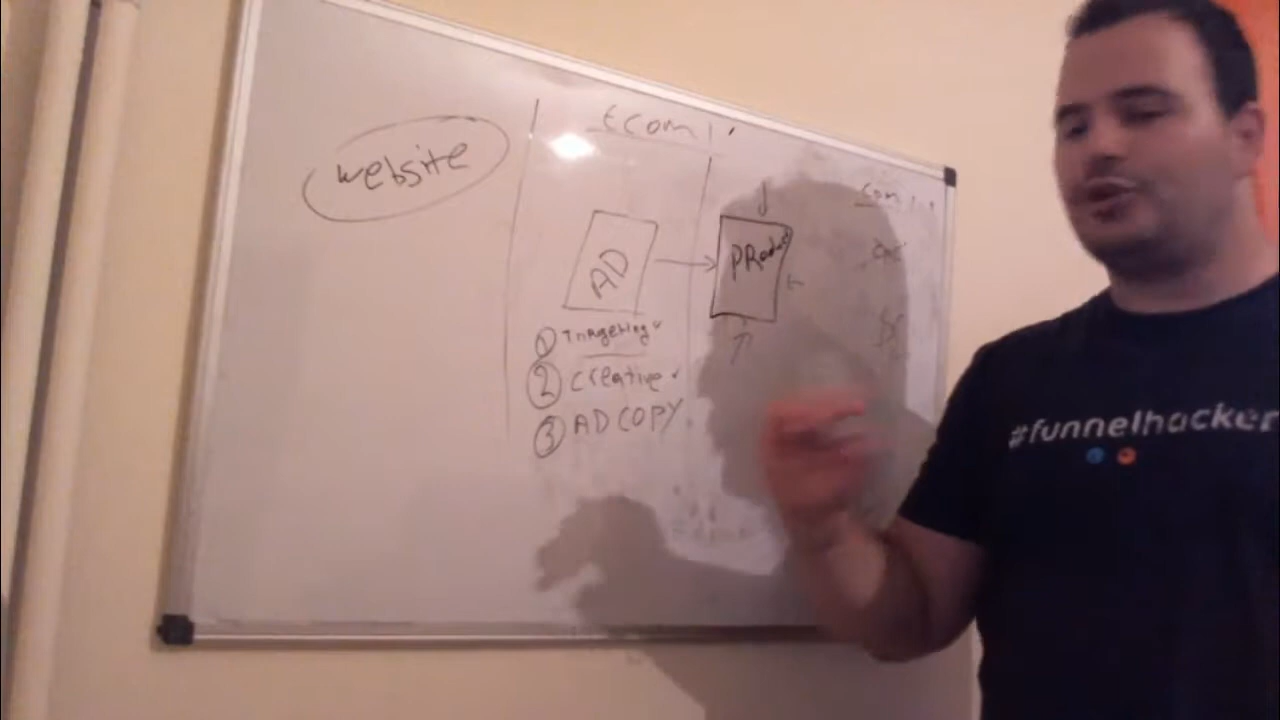 Ecom
website
AD
PRoduct
① Targeting ✓
② Creative ✓
③ AD COPY
#funnelhacker